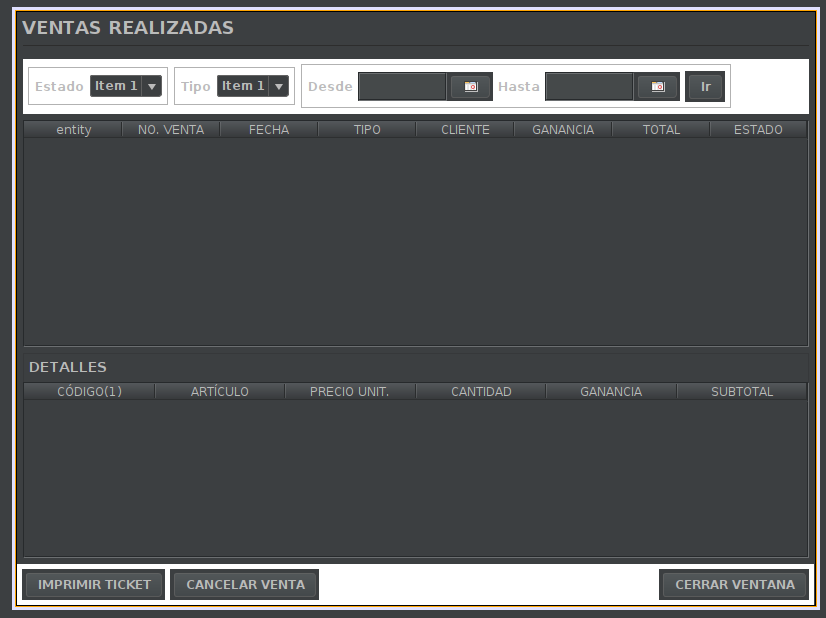 VENTAS REALIZADAS
Estado Item 1 Tipo Item 1 Desde Hasta Ir
entity NO. VENTA FECHA TIPO CLIENTE GANANCIA TOTAL ESTADO
DETALLES
CÓDIGO(1) ARTÍCULO PRECIO UNIT. CANTIDAD GANANCIA SUBTOTAL
IMPRIMIR TICKET CANCELAR VENTA CERRAR VENTANA